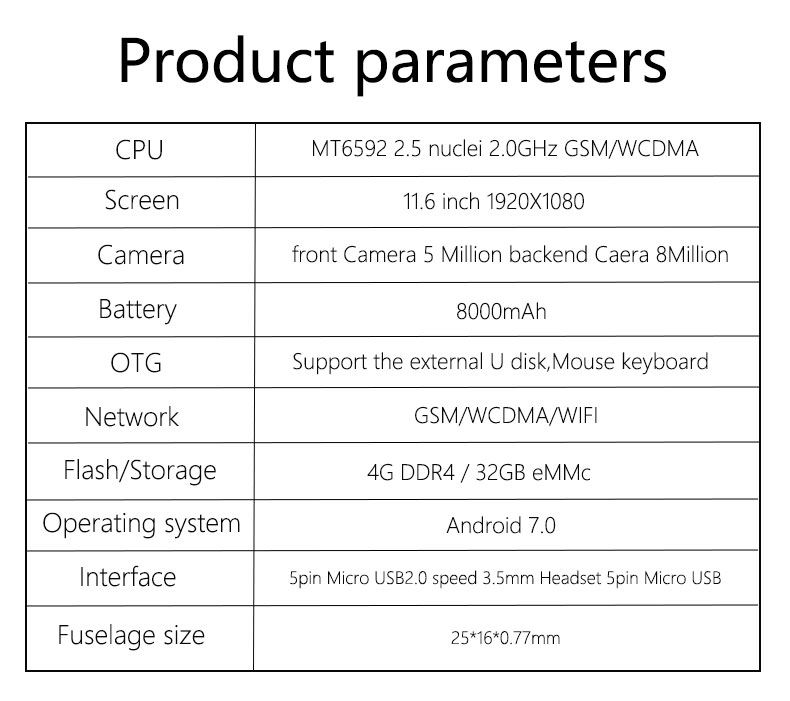 Product parameters
CPU MT6592 2.5 nuclei 2.0GHz GSM/WCDMA
Screen 11.6 inch 1920X1080
Camera front Camera 5 Million backend Caera 8Million
Battery 8000mAh
OTG Support the external U disk,Mouse keyboard
Network GSM/WCDMA/WIFI
Flash/Storage 4G DDR4 / 32GB eMMc
Operating system Android 7.0
Interface 5pin Micro USB2.0 speed 3.5mm Headset 5pin Micro USB
Fuselage size 25*16*0.77mm